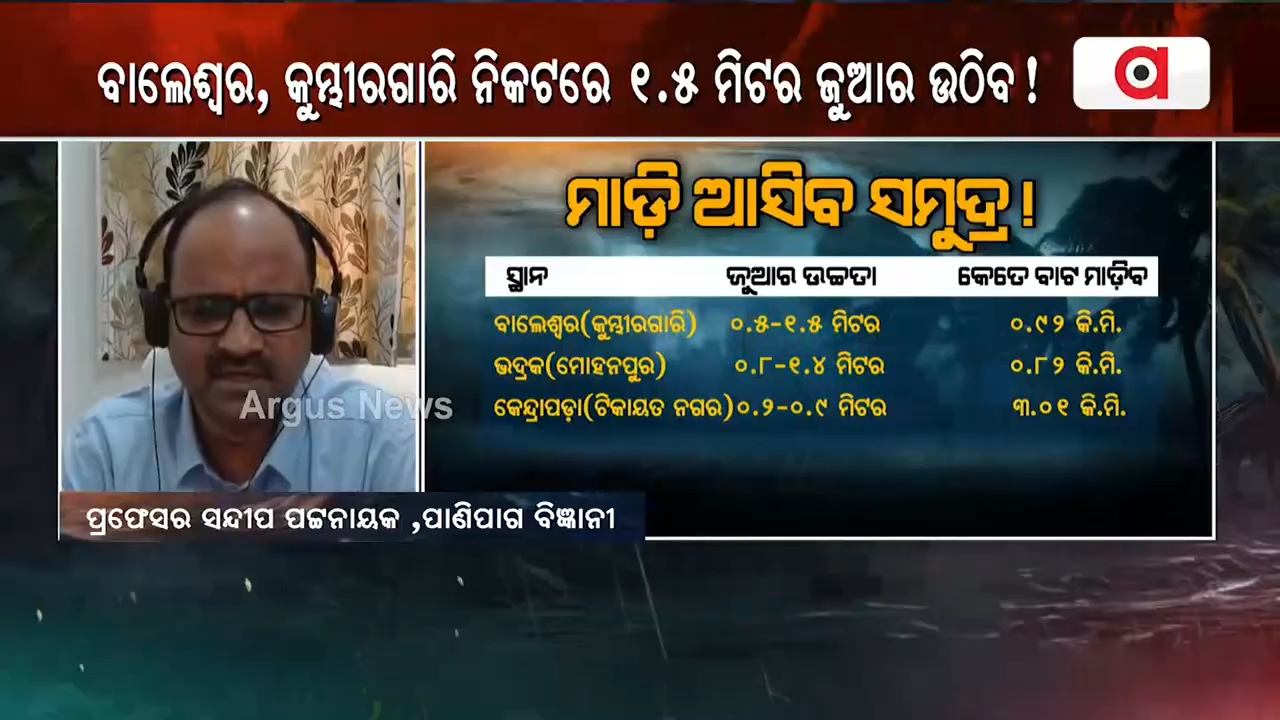 ବାଲେଶ୍ୱର, କୁମ୍ଭୀରଗାରି ନିକଟରେ ୧.୫ ମିଟର ଜୁଆର ଉଠିବ!
a
ମାଡ଼ି ଆସିବ ସମୁଦ୍ର!
ସ୍ଥାନ ଜୁଆର ଉଚ୍ଚତା କେତେ ବାଟ ମାଡ଼ିବ
ବାଲେଶ୍ୱର(କୁମ୍ଭୀରଗାରି) ୦.୫-୧.୫ ମିଟର ୦.୯୨ କି.ମି.
ଭଦ୍ରକ(ମୋହନପୁର) ୦.୮-୧.୪ ମିଟର ୦.୮୨ କି.ମି.
କେନ୍ଦ୍ରାପଡ଼ା(ଟିକାୟତ ନଗର) ୦.୨-୦.୯ ମିଟର ୩.୦୧ କି.ମି.
Argus News
ପ୍ରଫେସର ସନ୍ଦୀପ ପଟ୍ଟନାୟକ ,ପାଣିପାଗ ବିଜ୍ଞାନୀ